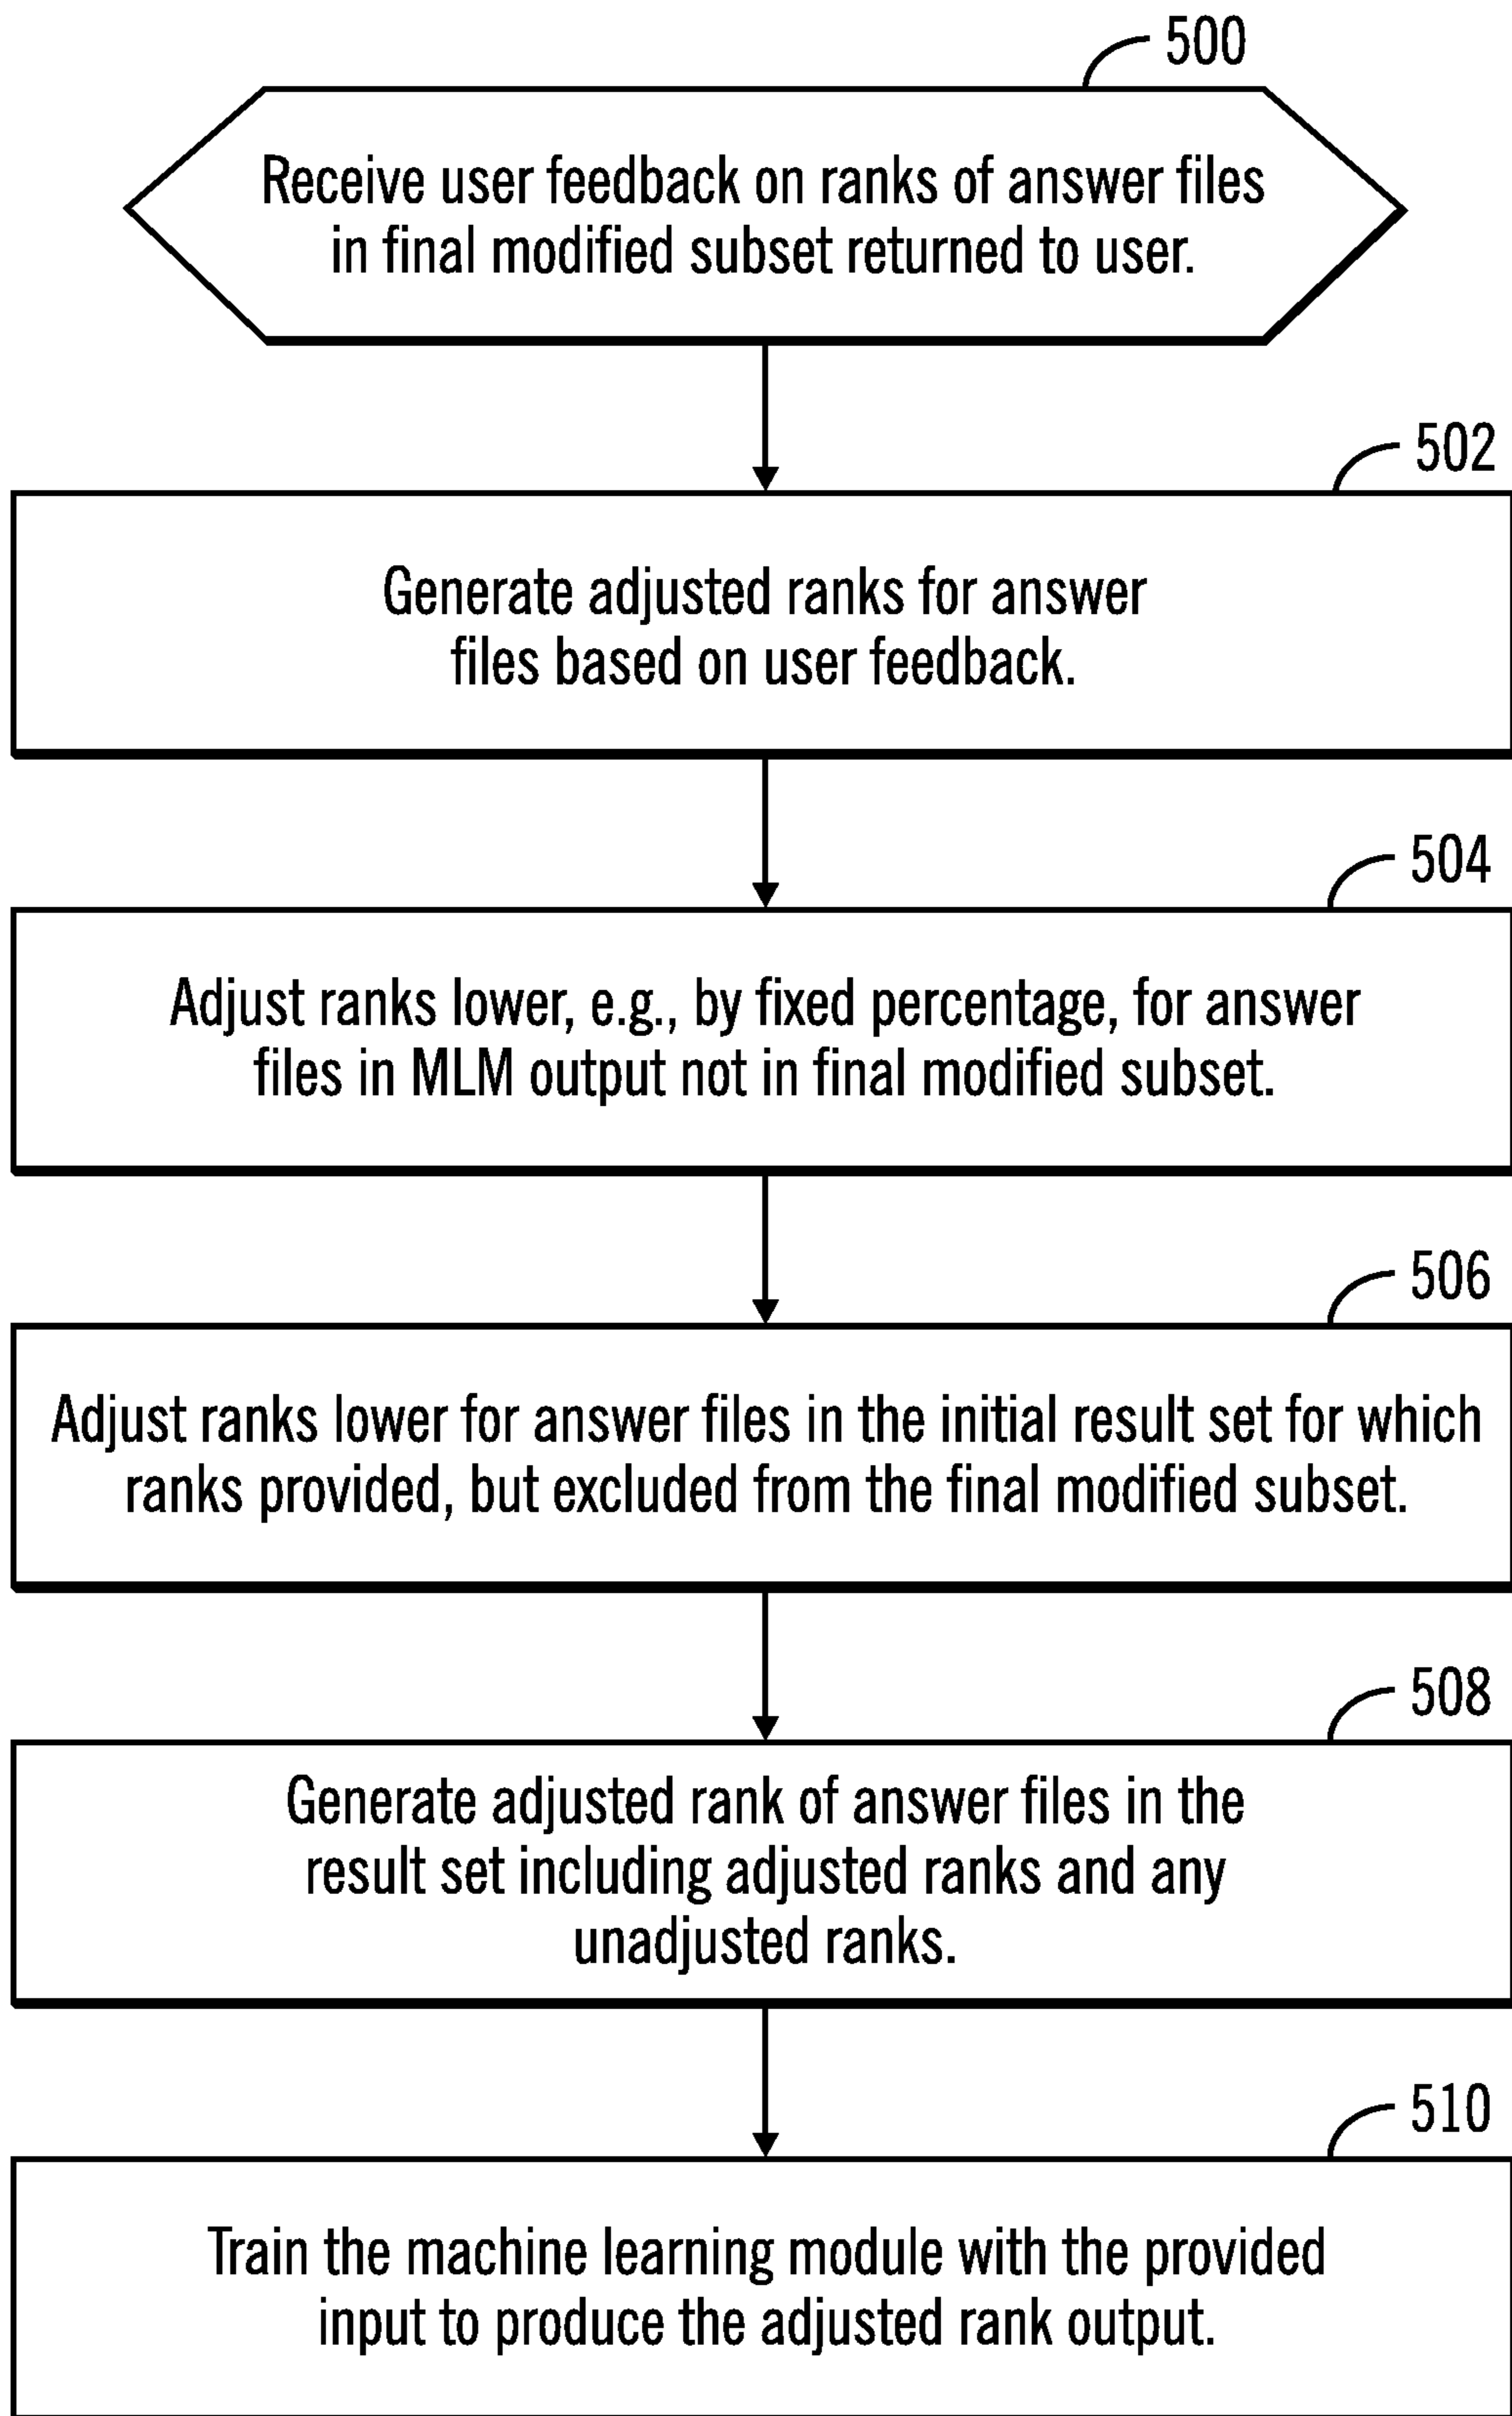 500
Receive user feedback on ranks of answer files
in final modified subset returned to user.
502
Generate adjusted ranks for answer
files based on user feedback.
504
Adjust ranks lower, e.g., by fixed percentage, for answer
files in MLM output not in final modified subset.
506
Adjust ranks lower for answer files in the initial result set for which
ranks provided, but excluded from the final modified subset.
508
Generate adjusted rank of answer files in the
result set including adjusted ranks and any
unadjusted ranks.
510
Train the machine learning module with the provided
input to produce the adjusted rank output.